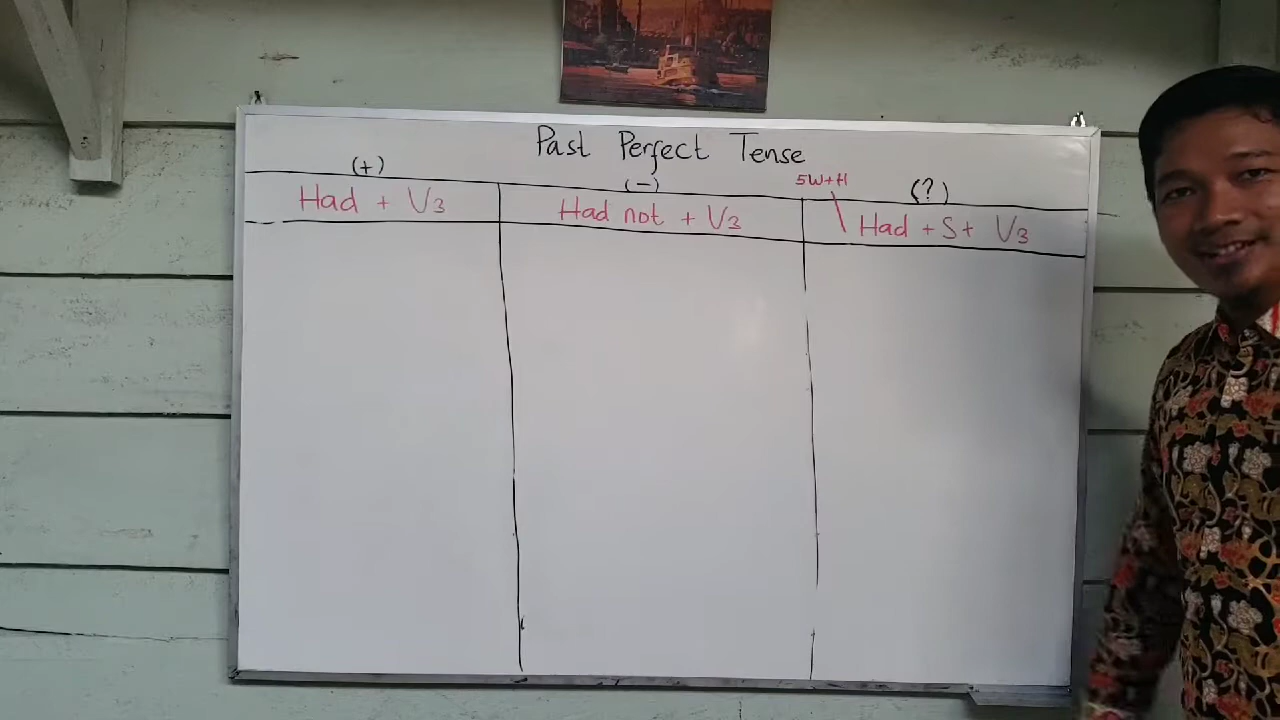 Past Perfect Tense
(+) (-) 5W+H (?)
Had + V3 Had not + V3 Had + S + V3